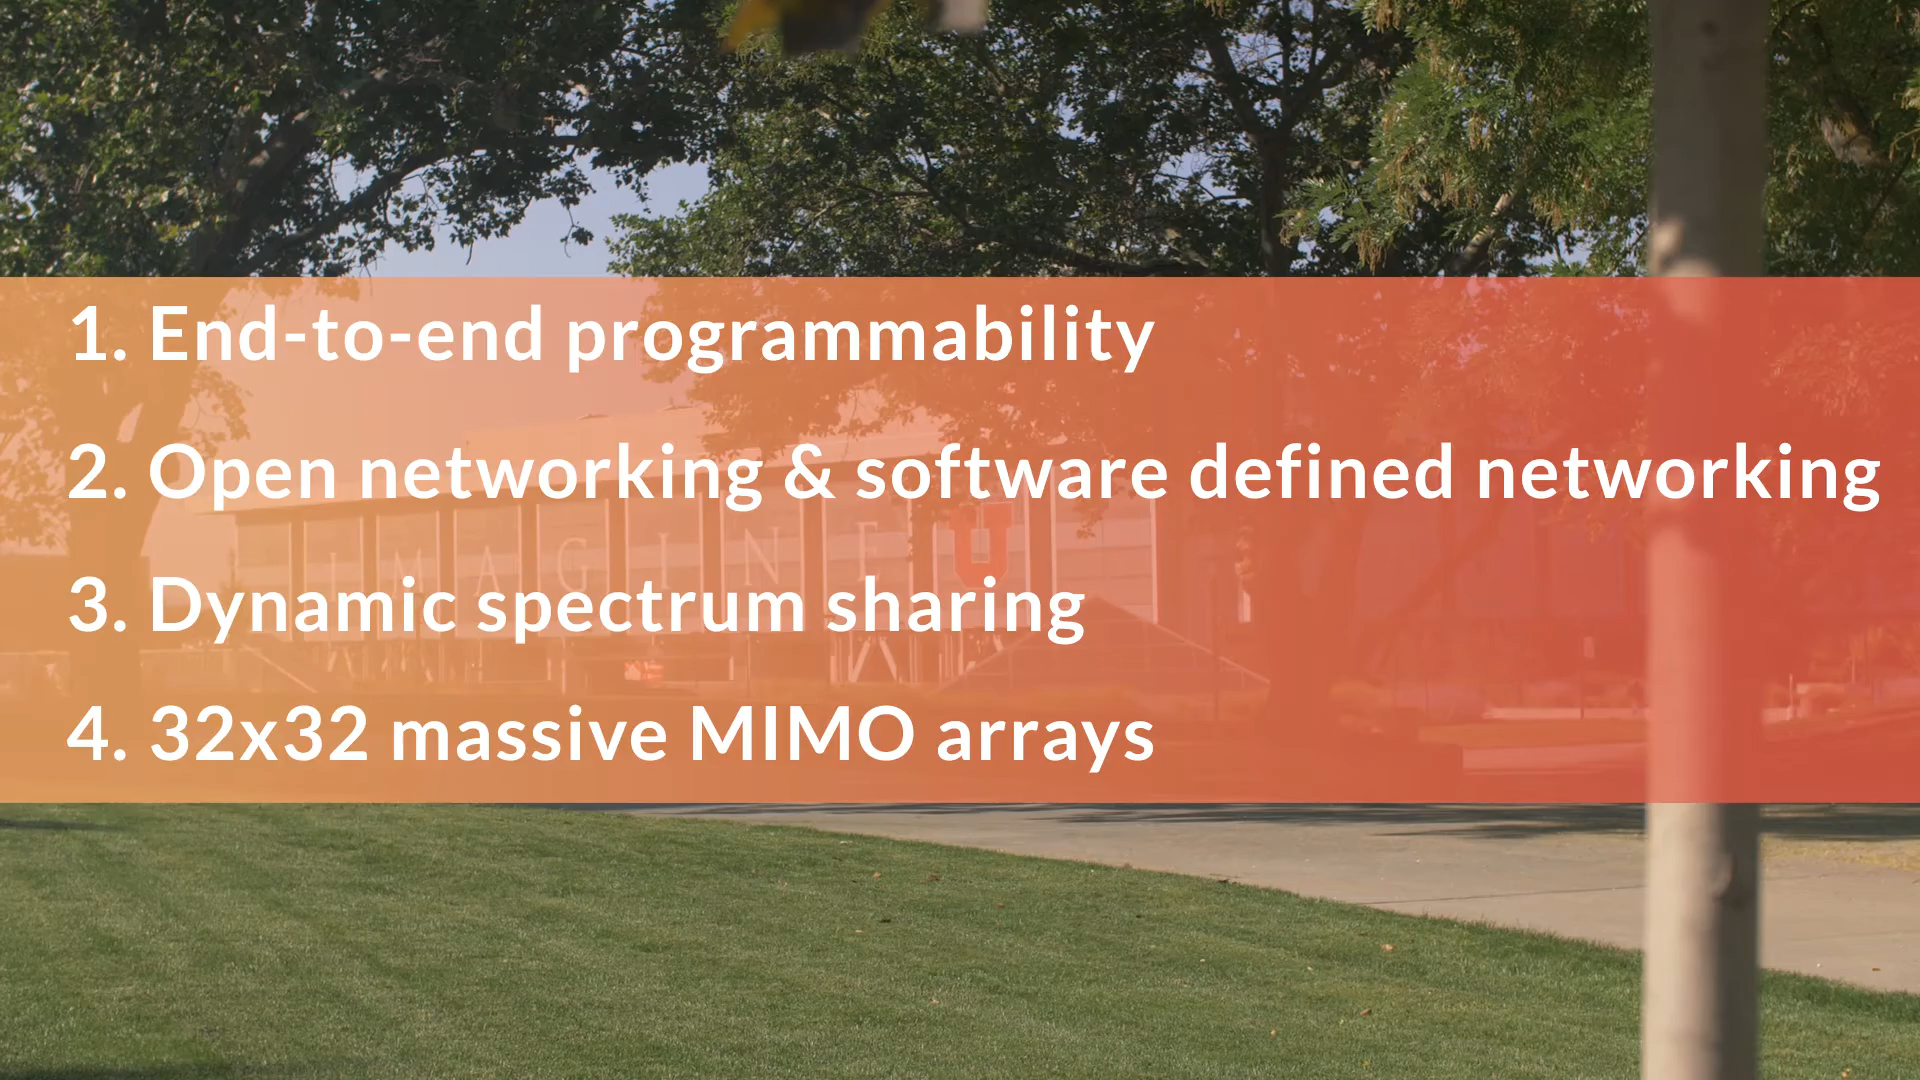 1. End-to-end programmability
2. Open networking & software defined networking
IMAGINE U
3. Dynamic spectrum sharing
4. 32x32 massive MIMO arrays